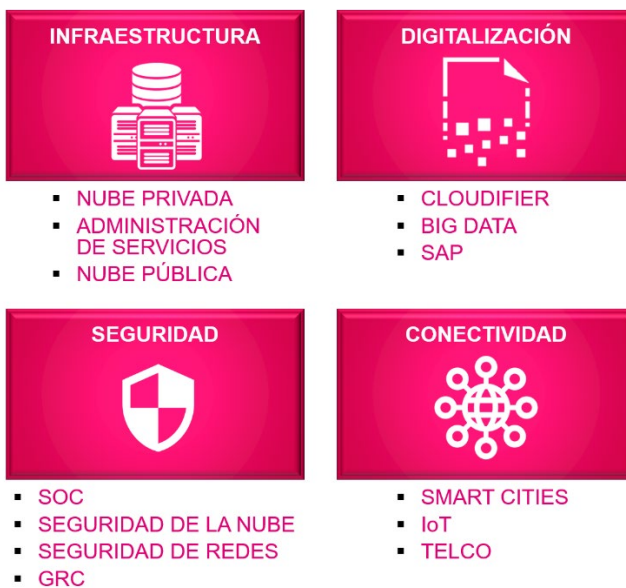 INFRAESTRUCTURA
NUBE PRIVADA
ADMINISTRACIÓN
DE SERVICIOS
NUBE PÚBLICA
DIGITALIZACIÓN
CLOUDIFIER
BIG DATA
SAP
SEGURIDAD
SOC
SEGURIDAD DE LA NUBE
SEGURIDAD DE REDES
GRC
CONECTIVIDAD
SMART CITIES
IoT
TELCO